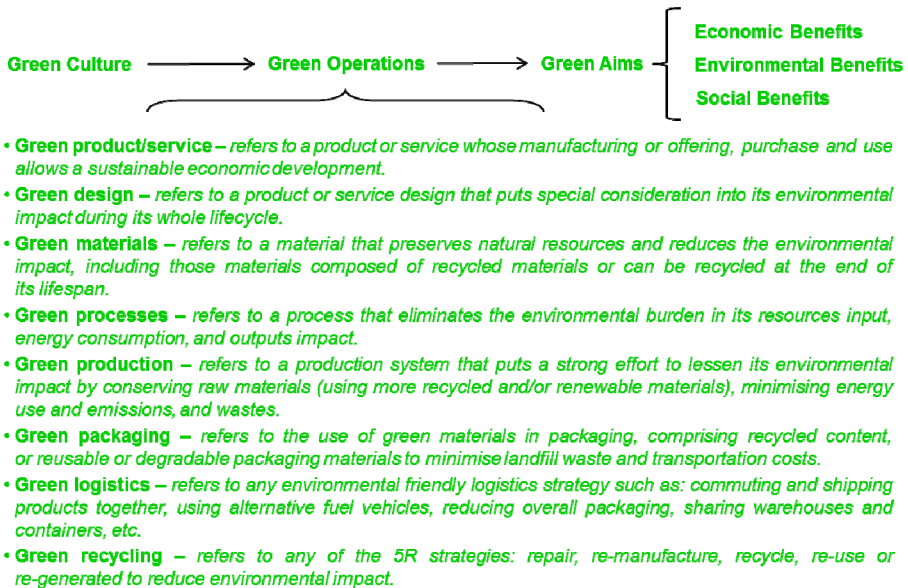 Economic Benefits
Green Culture Green Operations Green Aims Environmental Benefits
Social Benefits
• Green product/service – refers to a product or service whose manufacturing or offering, purchase and use
allows a sustainable economic development.
• Green design – refers to a product or service design that puts special consideration into its environmental
impact during its whole lifecycle.
• Green materials – refers to a material that preserves natural resources and reduces the environmental
impact, including those materials composed of recycled materials or can be recycled at the end of
its lifespan.
• Green processes – refers to a process that eliminates the environmental burden in its resources input,
energy consumption, and outputs impact.
• Green production – refers to a production system that puts a strong effort to lessen its environmental
impact by conserving raw materials (using more recycled and/or renewable materials), minimising energy
use and emissions, and wastes.
• Green packaging – refers to the use of green materials in packaging, comprising recycled content,
or reusable or degradable packaging materials to minimise landfill waste and transportation costs.
• Green logistics – refers to any environmental friendly logistics strategy such as: commuting and shipping
products together, using alternative fuel vehicles, reducing overall packaging, sharing warehouses and
containers, etc.
• Green recycling – refers to any of the 5R strategies: repair, re-manufacture, recycle, re-use or
re-generated to reduce environmental impact.